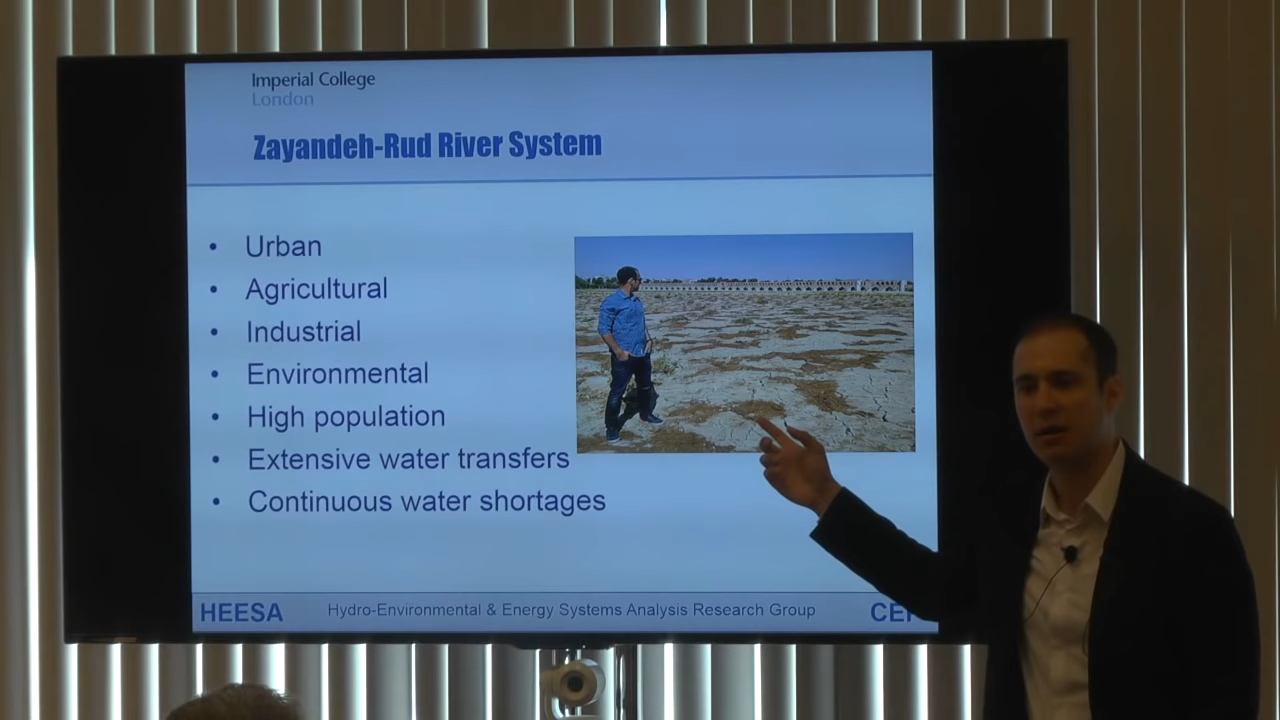 Imperial College
London
Zayandeh-Rud River System
• Urban
• Agricultural
• Industrial
• Environmental
• High population
• Extensive water transfers
• Continuous water shortages
HEESA
Hydro-Environmental & Energy Systems Analysis Research Group